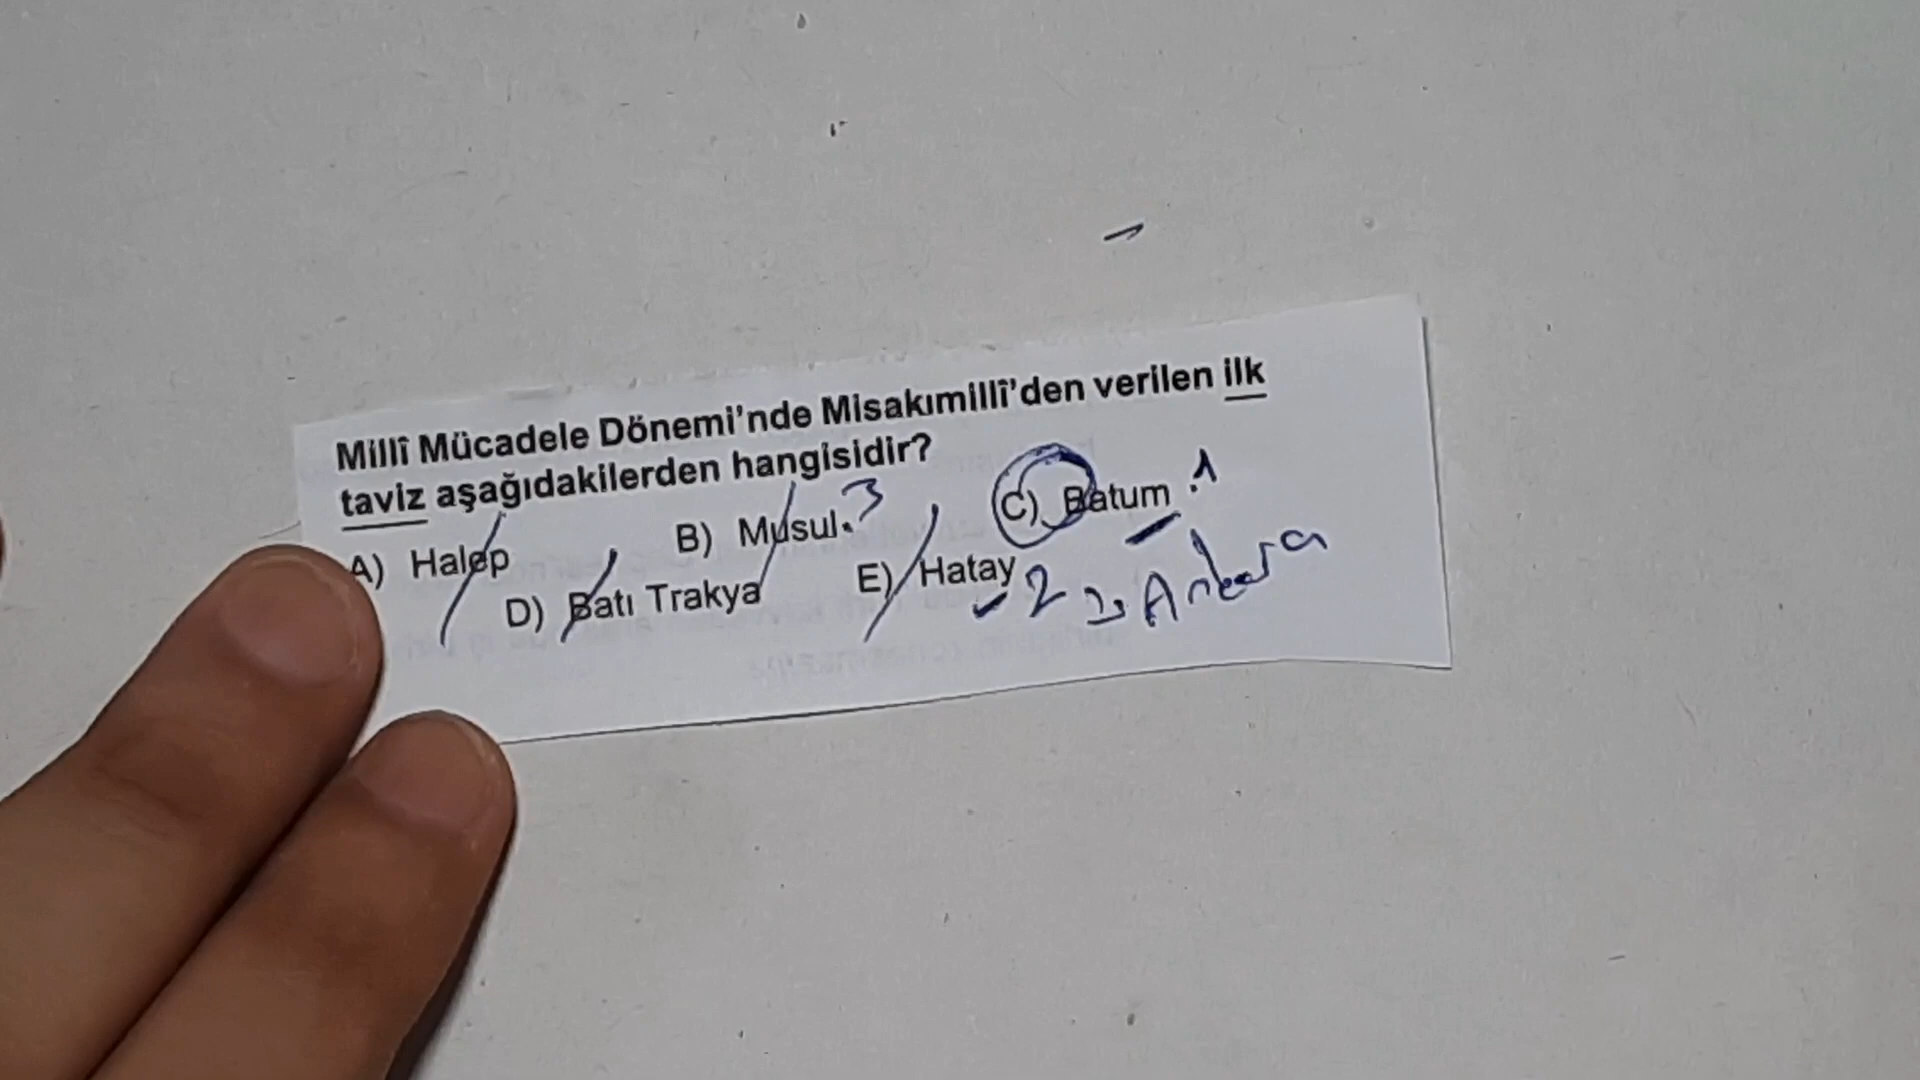 Millî Mücadele Dönemi'nde Misakımillî'den verilen ilk
taviz aşağıdakilerden hangisidir?
A) Halep B) Musul 3 C) Batum 1
D) Batı Trakya E) Hatay 2 Ankara